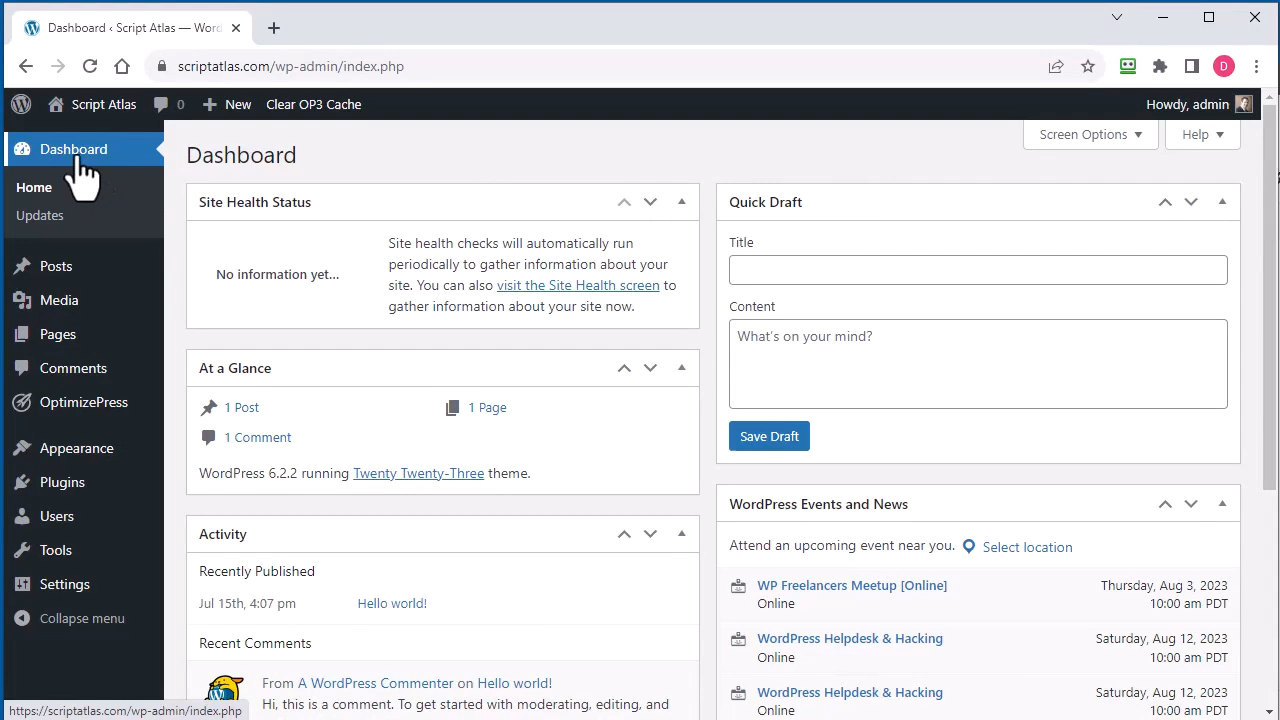 Dashboard ‹ Script Atlas — Word
scriptatlas.com/wp-admin/index.php
D
Script Atlas
0
New
Clear OP3 Cache
Howdy, admin
Dashboard
Home
Updates
Posts
Media
Pages
Comments
OptimizePress
Appearance
Plugins
Users
Tools
Settings
Collapse menu
Screen Options
Help
Dashboard
Site Health Status
No information yet...
Site health checks will automatically run
periodically to gather information about your
site. You can also visit the Site Health screen to
gather information about your site now.
At a Glance
1 Post
1 Page
1 Comment
WordPress 6.2.2 running Twenty Twenty-Three theme.
Activity
Recently Published
Jul 15th, 4:07 pm
Hello world!
Recent Comments
From A WordPress Commenter on Hello world!
Hi, this is a comment. To get started with moderating, editing, and
Quick Draft
Title
Content
What's on your mind?
Save Draft
WordPress Events and News
Attend an upcoming event near you.
Select location
WP Freelancers Meetup [Online]
Online
Thursday, Aug 3, 2023
10:00 am PDT
WordPress Helpdesk & Hacking
Online
Saturday, Aug 12, 2023
10:00 am PDT
WordPress Helpdesk & Hacking
Online
Saturday, Aug 12, 2023
10:00 am PDT
https://scriptatlas.com/wp-admin/index.php